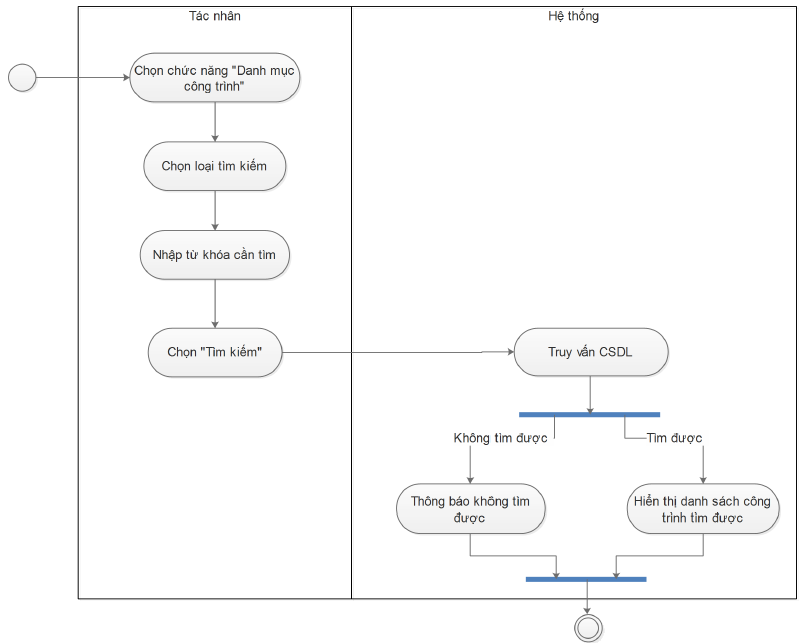 Tác nhân
Hệ thống
Chọn chức năng "Danh mục
công trình"
Chọn loại tìm kiếm
Nhập từ khóa cần tìm
Chọn "Tìm kiếm"
Truy vấn CSDL
Không tìm được
Tìm được
Thông báo không tìm
được
Hiển thị danh sách công
trình tìm được